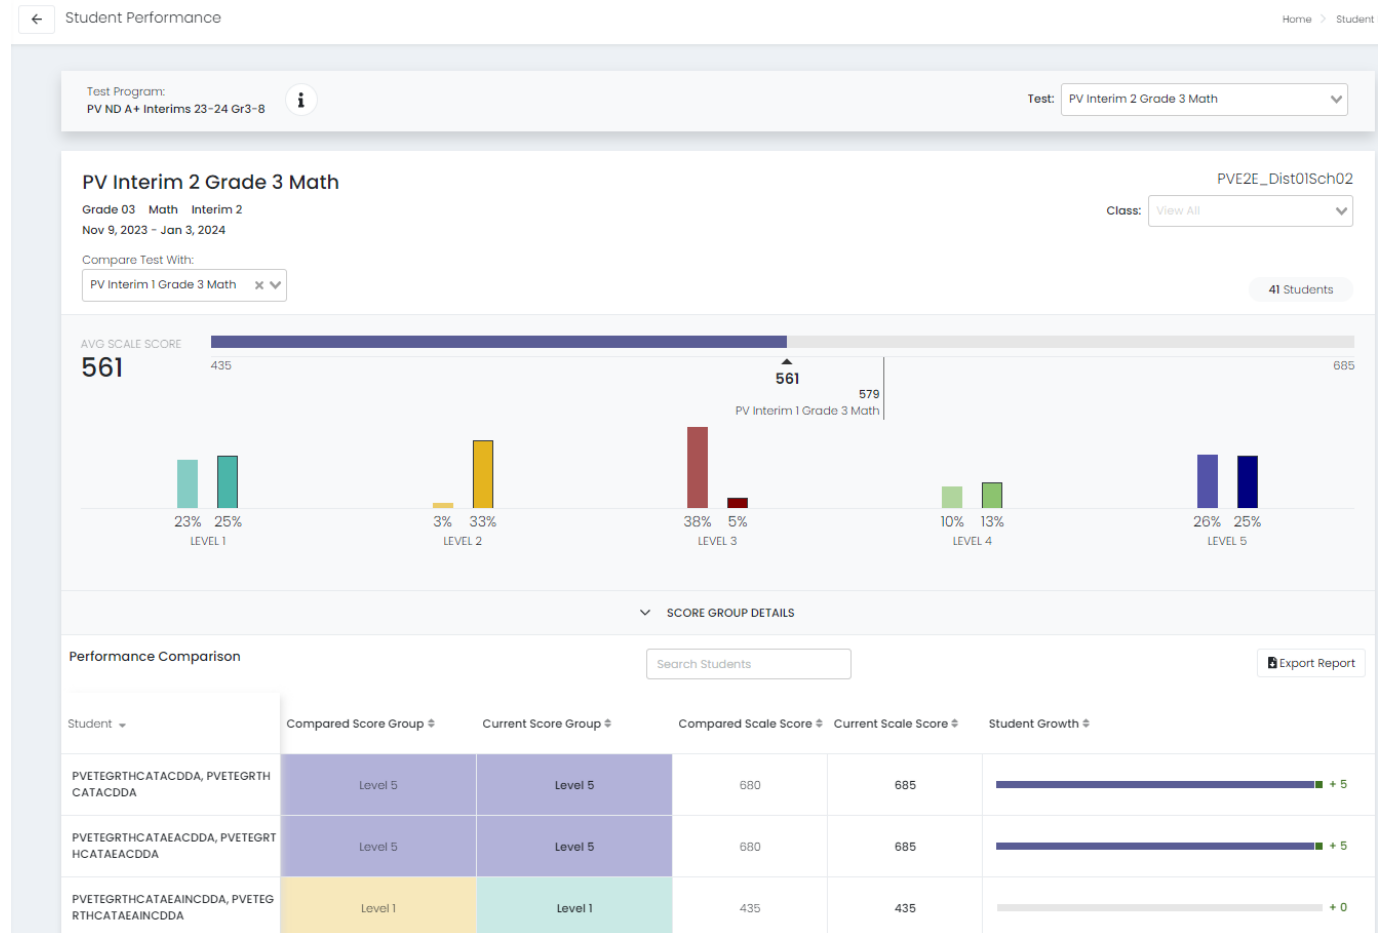 Student Performance
Home > Student
Test Program:
PV ND A+ Interims 23-24 Gr3-8
i
Test: PV Interim 2 Grade 3 Math
PV Interim 2 Grade 3 Math
PVE2E_Dist01Sch02
Grade 03 Math Interim 2
Class: View All
Nov 9, 2023 - Jan 3, 2024
Compare Test With:
PV Interim 1 Grade 3 Math
41 Students
AVG SCALE SCORE
561
435
685
561
579
PV Interim 1 Grade 3 Math
23% 25%
3% 33%
38% 5%
10% 13%
26% 25%
LEVEL 1
LEVEL 2
LEVEL 3
LEVEL 4
LEVEL 5
SCORE GROUP DETAILS
Performance Comparison
Search Students
Export Report
Student
Compared Score Group
Current Score Group
Compared Scale Score
Current Scale Score
Student Growth
PVETEGRTHCATACDDA, PVETEGRTH
CATACDDA
Level 5
Level 5
680
685
+ 5
PVETEGRTHCATAEACDDA, PVETEGRT
HCATAEACDDA
Level 5
Level 5
680
685
+ 5
PVETEGRTHCATAEAINCDDA, PVETEG
RTHCATAEAINCDDA
Level 1
Level 1
435
435
+ 0